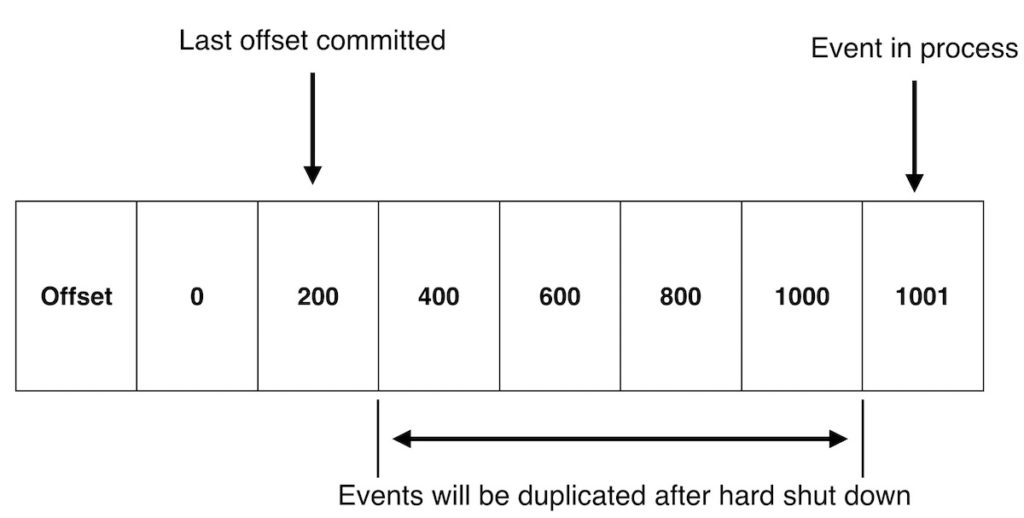 Last offset committed
Event in process
Offset 0 200 400 600 800 1000 1001
Events will be duplicated after hard shut down